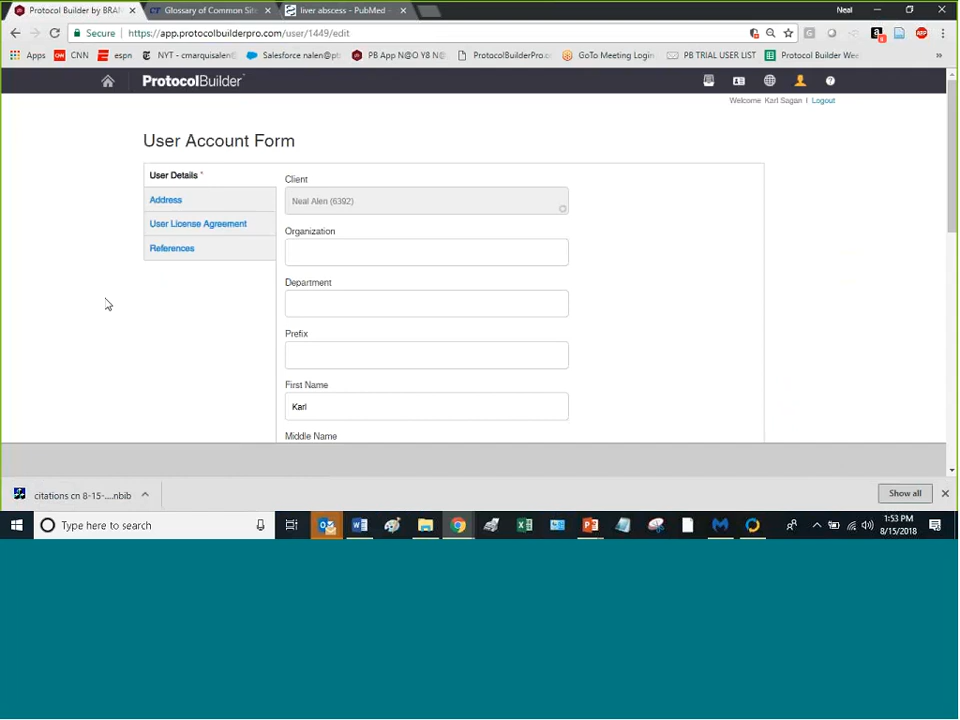 Protocol Builder by BRAN
Glossary of Common Sit
liver abscess - PubMed -
Neal
Secure https://app.protocolbuilderpro.com/user/1449/edit
Apps
CNN
espn
NYT - cmarquisalen@
Salesforce nalen@pt
PB App N@O Y8 N@
ProtocolBuilderPro.c
GoTo Meeting Login
PB TRIAL USER LIST
Protocol Builder Wee
»
ProtocolBuilder
Welcome Karl Sagan | Logout
User Account Form
User Details *
Address
User License Agreement
References
Client
Neal Alen (6392)
Organization
Department
Prefix
First Name
Karl
Middle Name
citations cn 8-15-....nbib
Show all
Type here to search
1:53 PM
8/15/2018